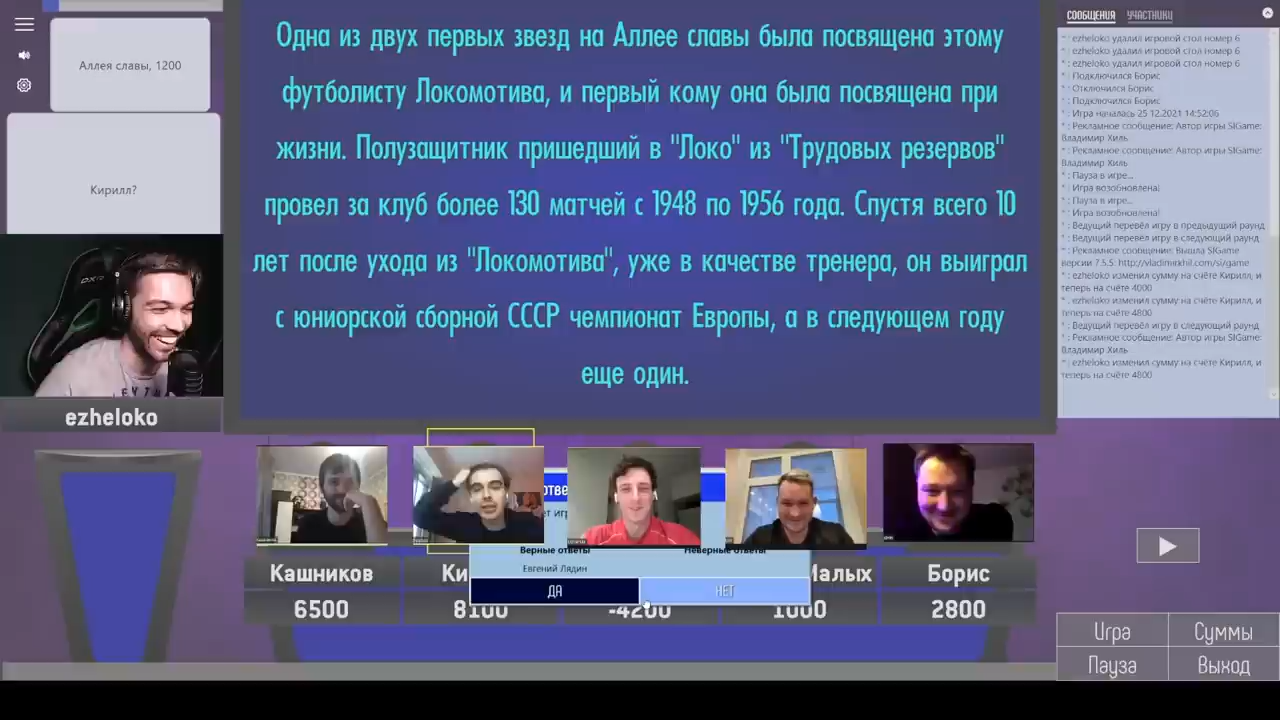 Аллея славы, 1200
Кирилл?
ezheloko
Одна из двух первых звезд на Аллее славы была посвящена этому
футболисту Локомотива, и первый кому она была посвящена при
жизни. Полузащитник пришедший в "Локо" из "Трудовых резервов"
провел за клуб более 130 матчей с 1948 по 1956 года. Спустя всего 10
лет после ухода из "Локомотива", уже в качестве тренера, он выиграл
с юниорской сборной СССР чемпионат Европы, а в следующем году
еще один.
СООБЩЕНИЯ УЧАСТНИКИ
* : ezheloko удалил игровой стол номер 6
* : ezheloko удалил игровой стол номер 6
* : ezheloko удалил игровой стол номер 6
* : Подключился Борис
* : Отключился Борис
* : Подключился Борис
* : Игра началась 25.12.2021 14:52:06
* : Рекламное сообщение: Автор игры SIGame:
Владимир Хиль
* : Рекламное сообщение: Автор игры SIGame:
Владимир Хиль
* : Пауза в игре...
* : Игра возобновлена!
* : Пауза в игре...
* : Игра возобновлена!
* : Ведущий перевёл игру в предыдущий раунд
* : Ведущий перевёл игру в следующий раунд
* : Рекламное сообщение: Вышла SIGame
версии 7.5.5: http://vladimirkhil.com/si/game
* : ezheloko изменил сумму на счёте Кирилл, и
теперь на счёте 4000
* : ezheloko изменил сумму на счёте Кирилл, и
теперь на счёте 4800
* : Ведущий перевёл игру в следующий раунд
* : Рекламное сообщение: Автор игры SIGame:
Владимир Хиль
* : ezheloko изменил сумму на счёте Кирилл, и
теперь на счёте 4800
Верные ответы Неверные ответы
Евгений Лядин
ДА НЕТ
Кашников Ки Малых Борис
6500 8100 -4200 1000 2800
Игра Суммы
Пауза Выход